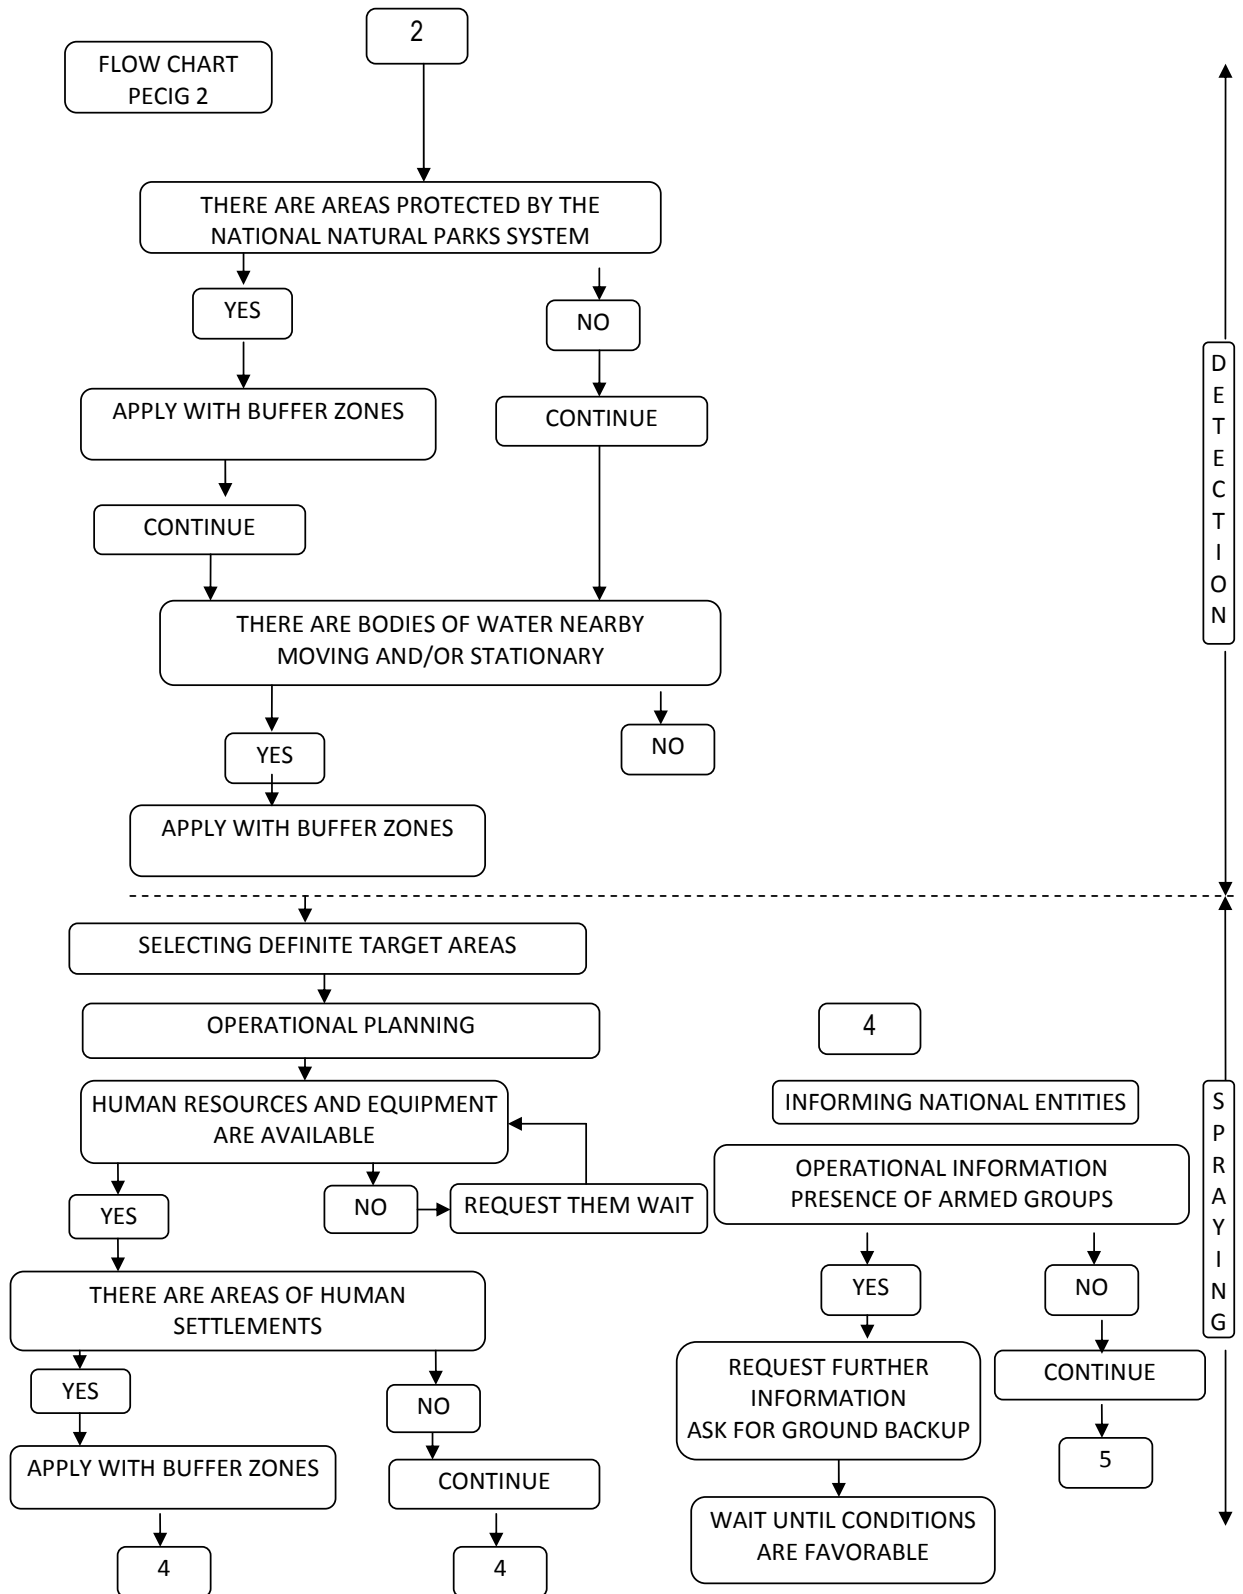 2
FLOW CHART
PECIG 2
THERE ARE AREAS PROTECTED BY THE
NATIONAL NATURAL PARKS SYSTEM
YES
NO
APPLY WITH BUFFER ZONES
CONTINUE
CONTINUE
THERE ARE BODIES OF WATER NEARBY
MOVING AND/OR STATIONARY
YES
NO
APPLY WITH BUFFER ZONES
DETECTION
SELECTING DEFINITE TARGET AREAS
OPERATIONAL PLANNING
HUMAN RESOURCES AND EQUIPMENT
ARE AVAILABLE
YES
NO
REQUEST THEM WAIT
THERE ARE AREAS OF HUMAN
SETTLEMENTS
YES
NO
APPLY WITH BUFFER ZONES
CONTINUE
4
4
4
INFORMING NATIONAL ENTITIES
OPERATIONAL INFORMATION
PRESENCE OF ARMED GROUPS
YES
NO
REQUEST FURTHER
INFORMATION
ASK FOR GROUND BACKUP
CONTINUE
5
WAIT UNTIL CONDITIONS
ARE FAVORABLE
SPRAYING